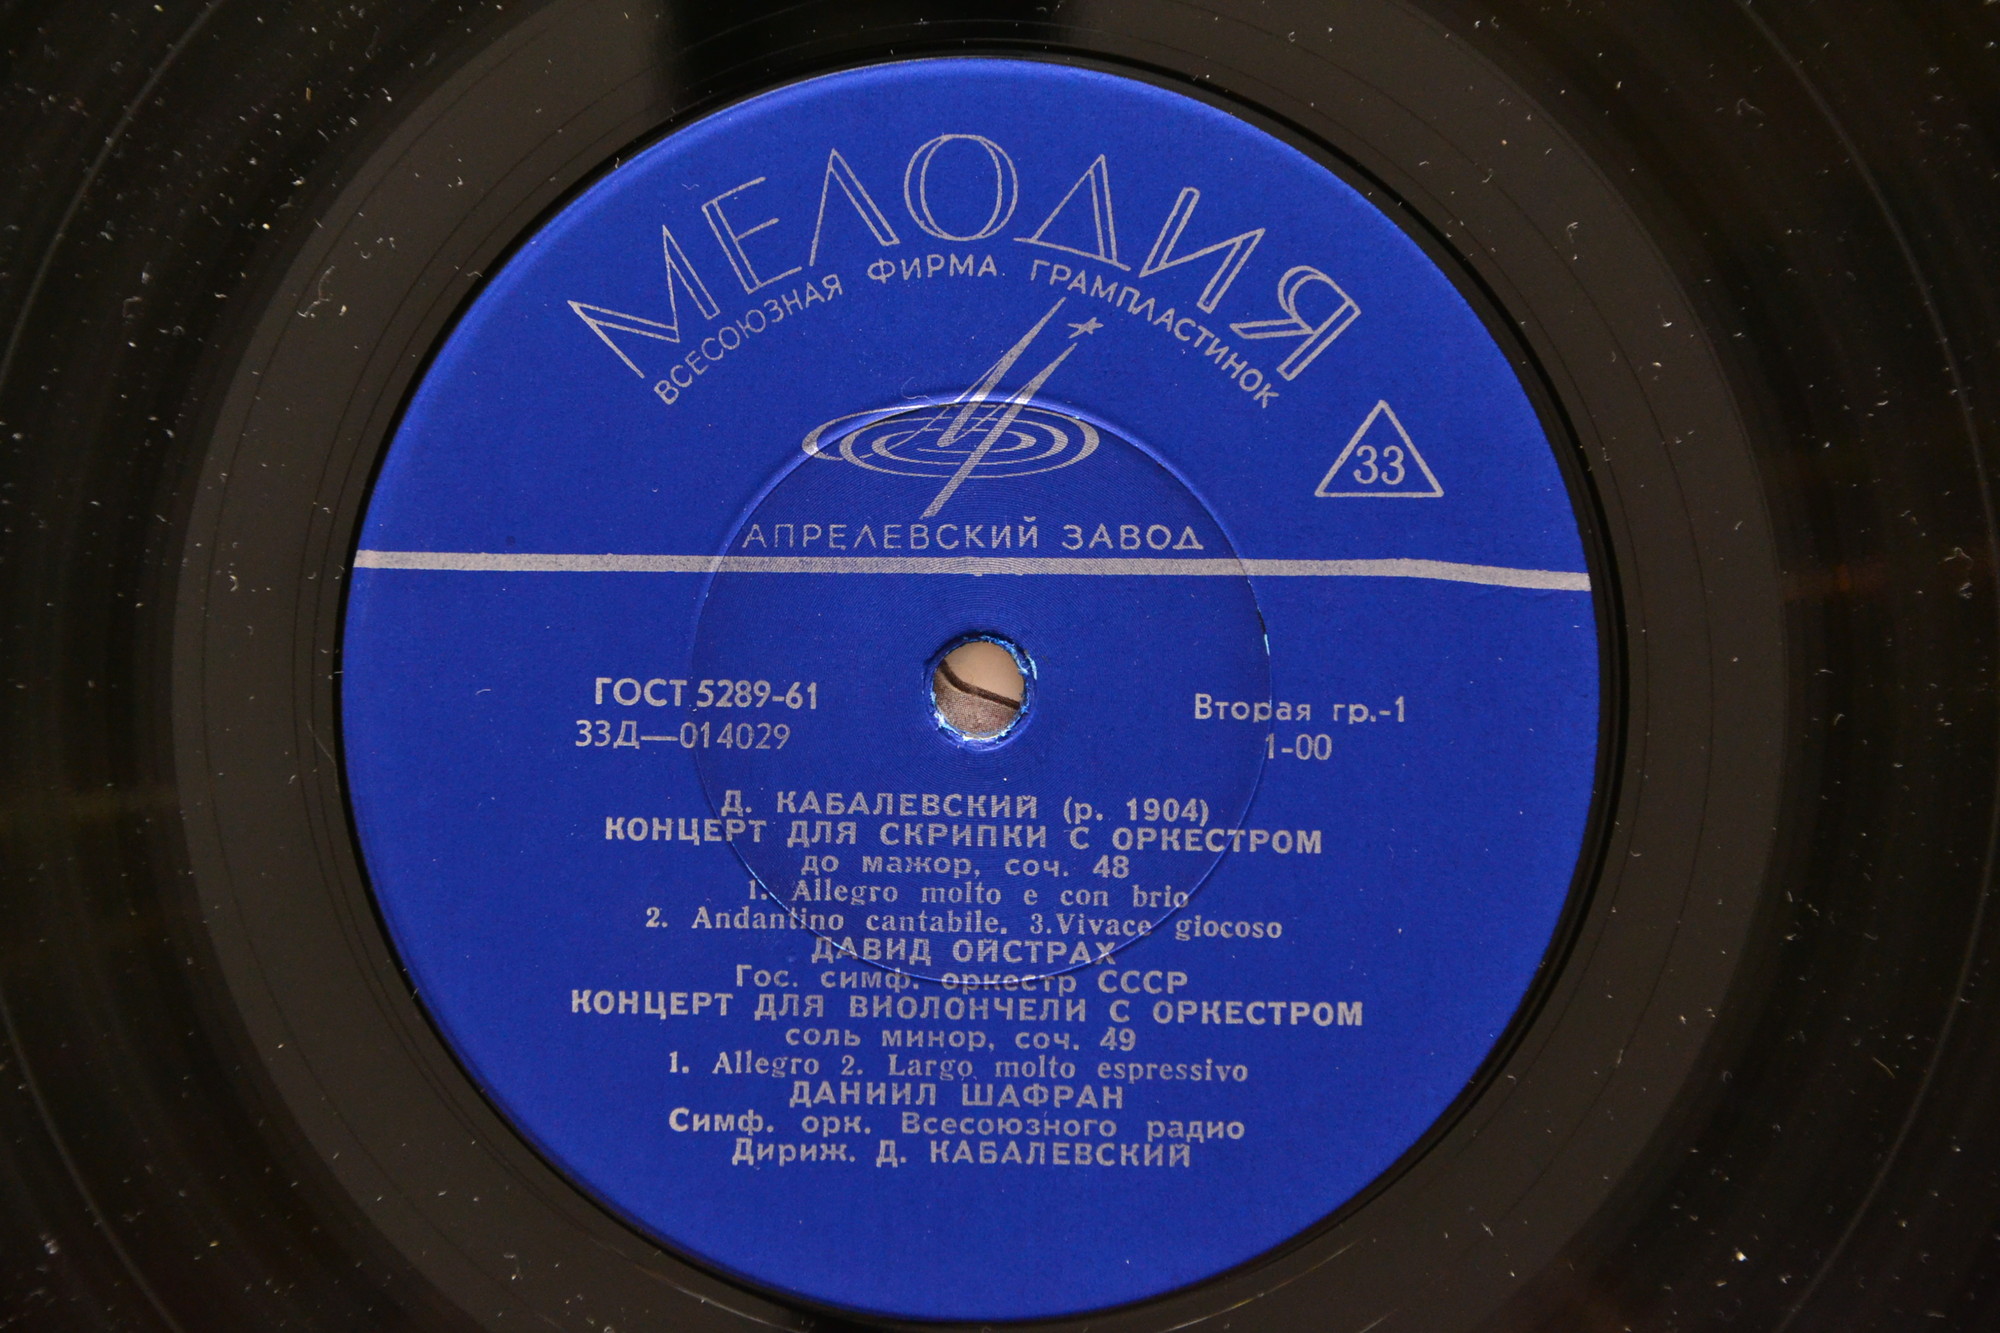 МЕЛОДИЯ
ВСЕСОЮЗНАЯ ФИРМА ГРАМПЛАСТИНОК
33
АПРЕЛЕВСКИЙ ЗАВОД
ГОСТ 5289-61
33Д—014029
Вторая гр.-1
1-00
Д. КАБАЛЕВСКИЙ (р. 1904)
КОНЦЕРТ ДЛЯ СКРИПКИ С ОРКЕСТРОМ
до мажор, соч. 48
1. Allegro molto e con brio
2. Andantino cantabile. 3.Vivace giocoso
ДАВИД ОЙСТРАХ
Гос. симф. оркестр СССР
КОНЦЕРТ ДЛЯ ВИОЛОНЧЕЛИ С ОРКЕСТРОМ
соль минор, соч. 49
1. Allegro 2. Largo, molto espressivo
ДАНИИЛ ШАФРАН
Симф. орк. Всесоюзного радио
Дириж. Д. КАБАЛЕВСКИЙ